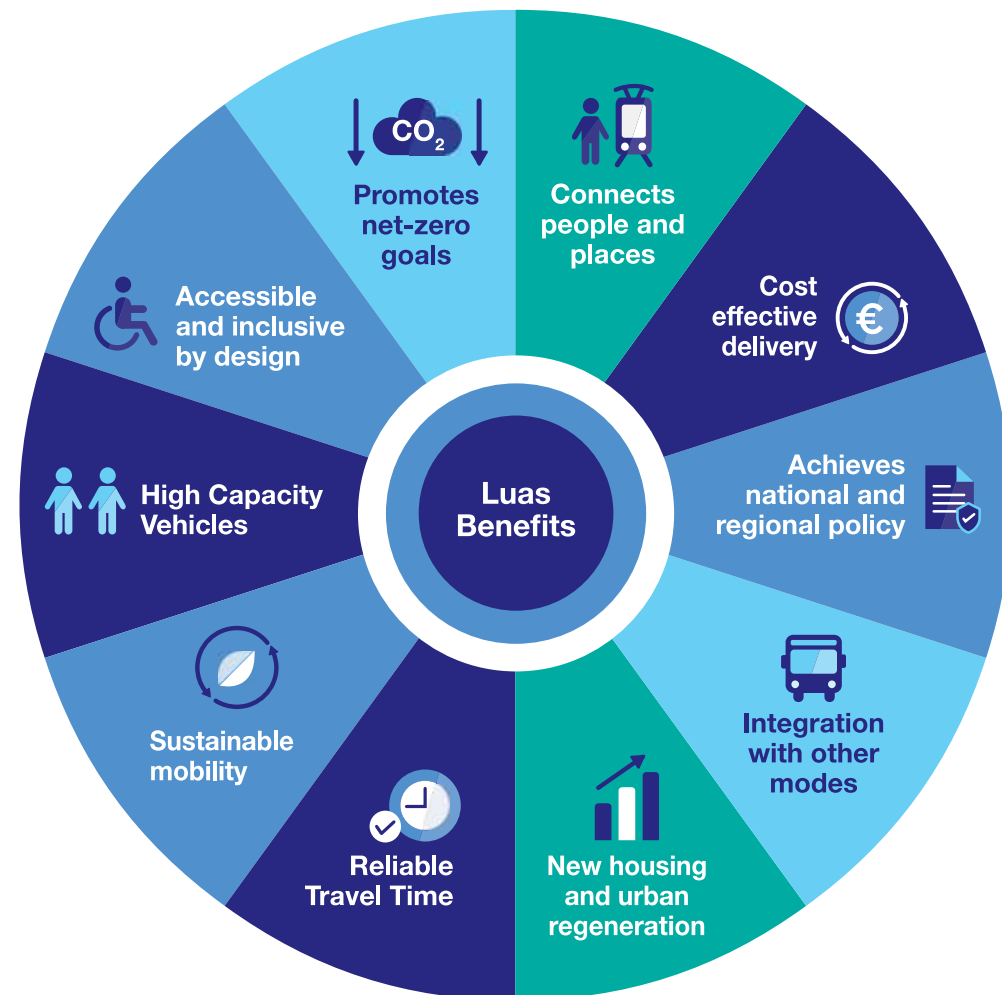 CO₂
Promotes
net-zero
goals
Connects
people and
places
Cost
effective
delivery
€
Achieves
national and
regional policy
Integration
with other
modes
New housing
and urban
regeneration
Reliable
Travel Time
Sustainable
mobility
High Capacity
Vehicles
Accessible
and inclusive
by design
Luas
Benefits